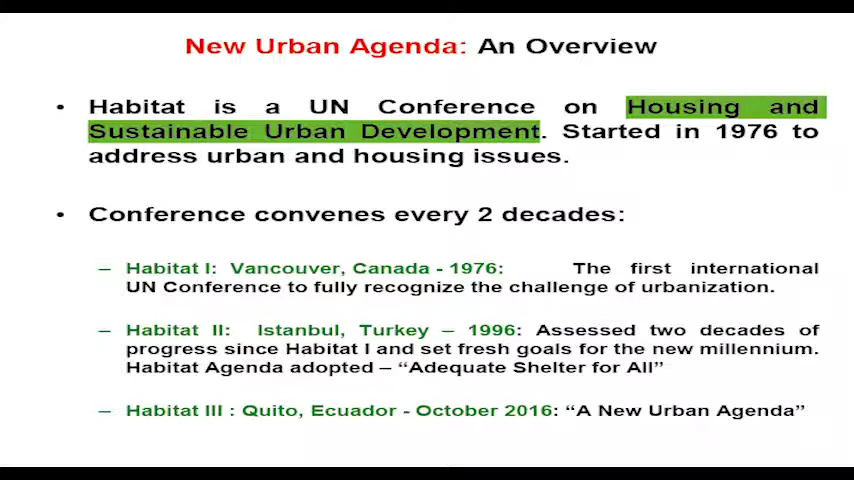 New Urban Agenda: An Overview
• Habitat is a UN Conference on Housing and
Sustainable Urban Development. Started in 1976 to
address urban and housing issues.
• Conference convenes every 2 decades:
– Habitat I: Vancouver, Canada - 1976: The first international
UN Conference to fully recognize the challenge of urbanization.
– Habitat II: Istanbul, Turkey – 1996: Assessed two decades of
progress since Habitat I and set fresh goals for the new millennium.
Habitat Agenda adopted – “Adequate Shelter for All”
– Habitat III : Quito, Ecuador - October 2016: “A New Urban Agenda”